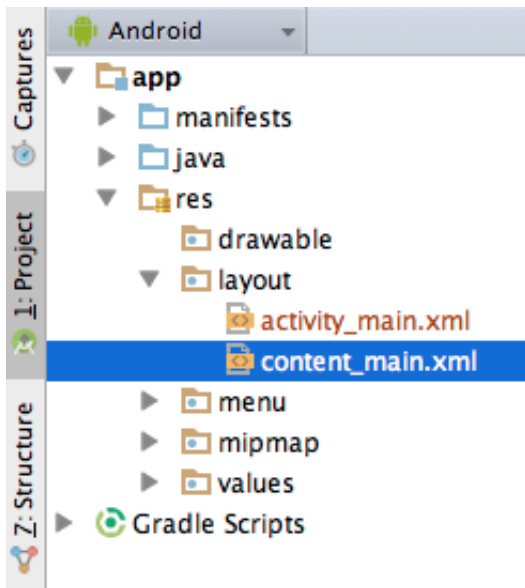 Captures
1: Project
7: Structure
Android
app
manifests
java
res
drawable
layout
activity_main.xml
content_main.xml
menu
mipmap
values
Gradle Scripts